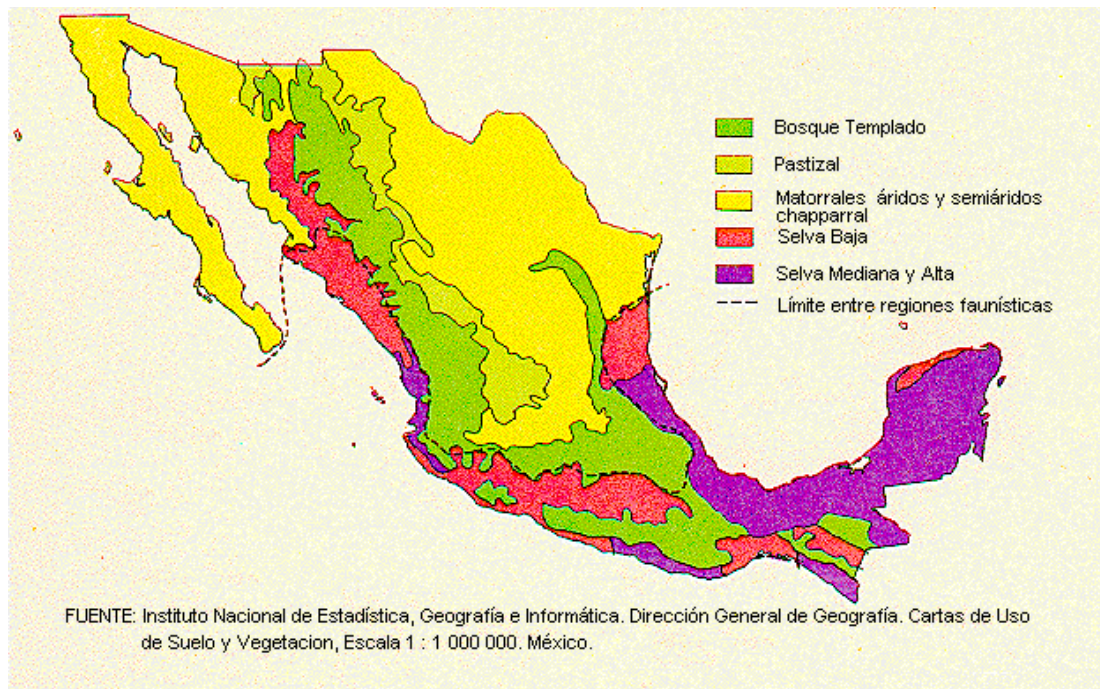 Bosque Templado
Pastizal
Matorrales áridos y semiáridos
chapparral
Selva Baja
Selva Mediana y Alta
Límite entre regiones faunísticas
FUENTE: Instituto Nacional de Estadística, Geografía e Informática. Dirección General de Geografía. Cartas de Uso
de Suelo y Vegetacion, Escala 1 : 1 000 000. México.